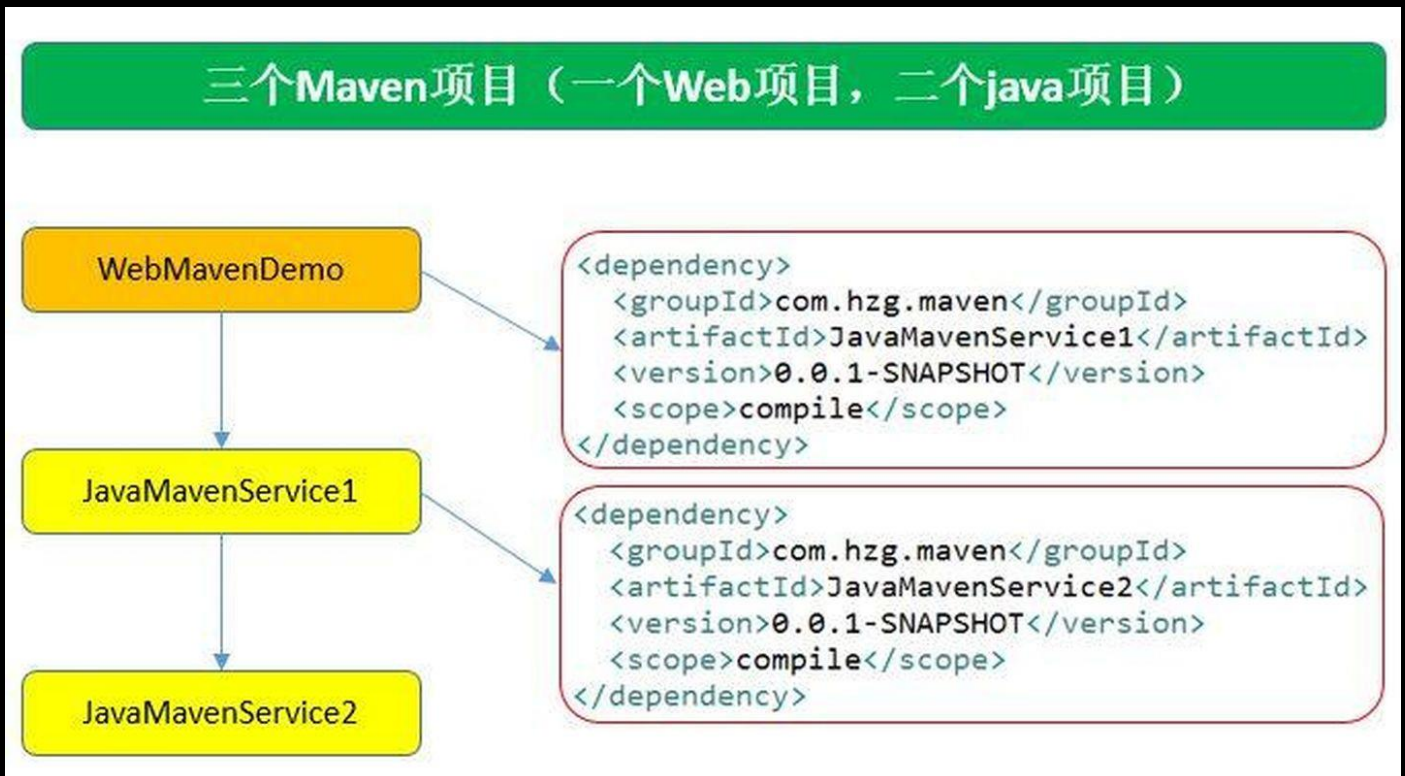 三个Maven项目（一个Web项目，二个java项目）
WebMavenDemo
<dependency>
<groupId>com.hzg.maven</groupId>
<artifactId>JavaMavenService1</artifactId>
<version>0.0.1-SNAPSHOT</version>
<scope>compile</scope>
</dependency>
JavaMavenService1
<dependency>
<groupId>com.hzg.maven</groupId>
<artifactId>JavaMavenService2</artifactId>
<version>0.0.1-SNAPSHOT</version>
<scope>compile</scope>
</dependency>
JavaMavenService2